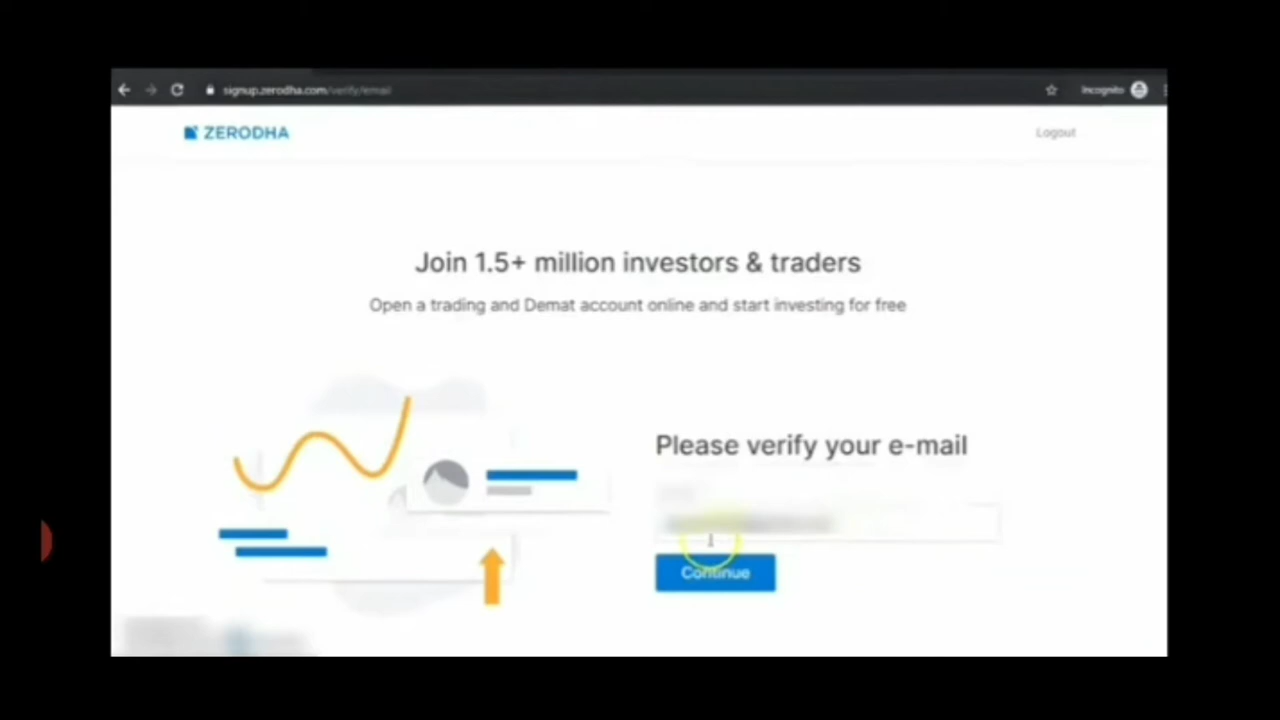 signup.zerodha.com/verify/email
Incognito
ZERODHA
Logout
Join 1.5+ million investors & traders
Open a trading and Demat account online and start investing for free
Please verify your e-mail
Continue